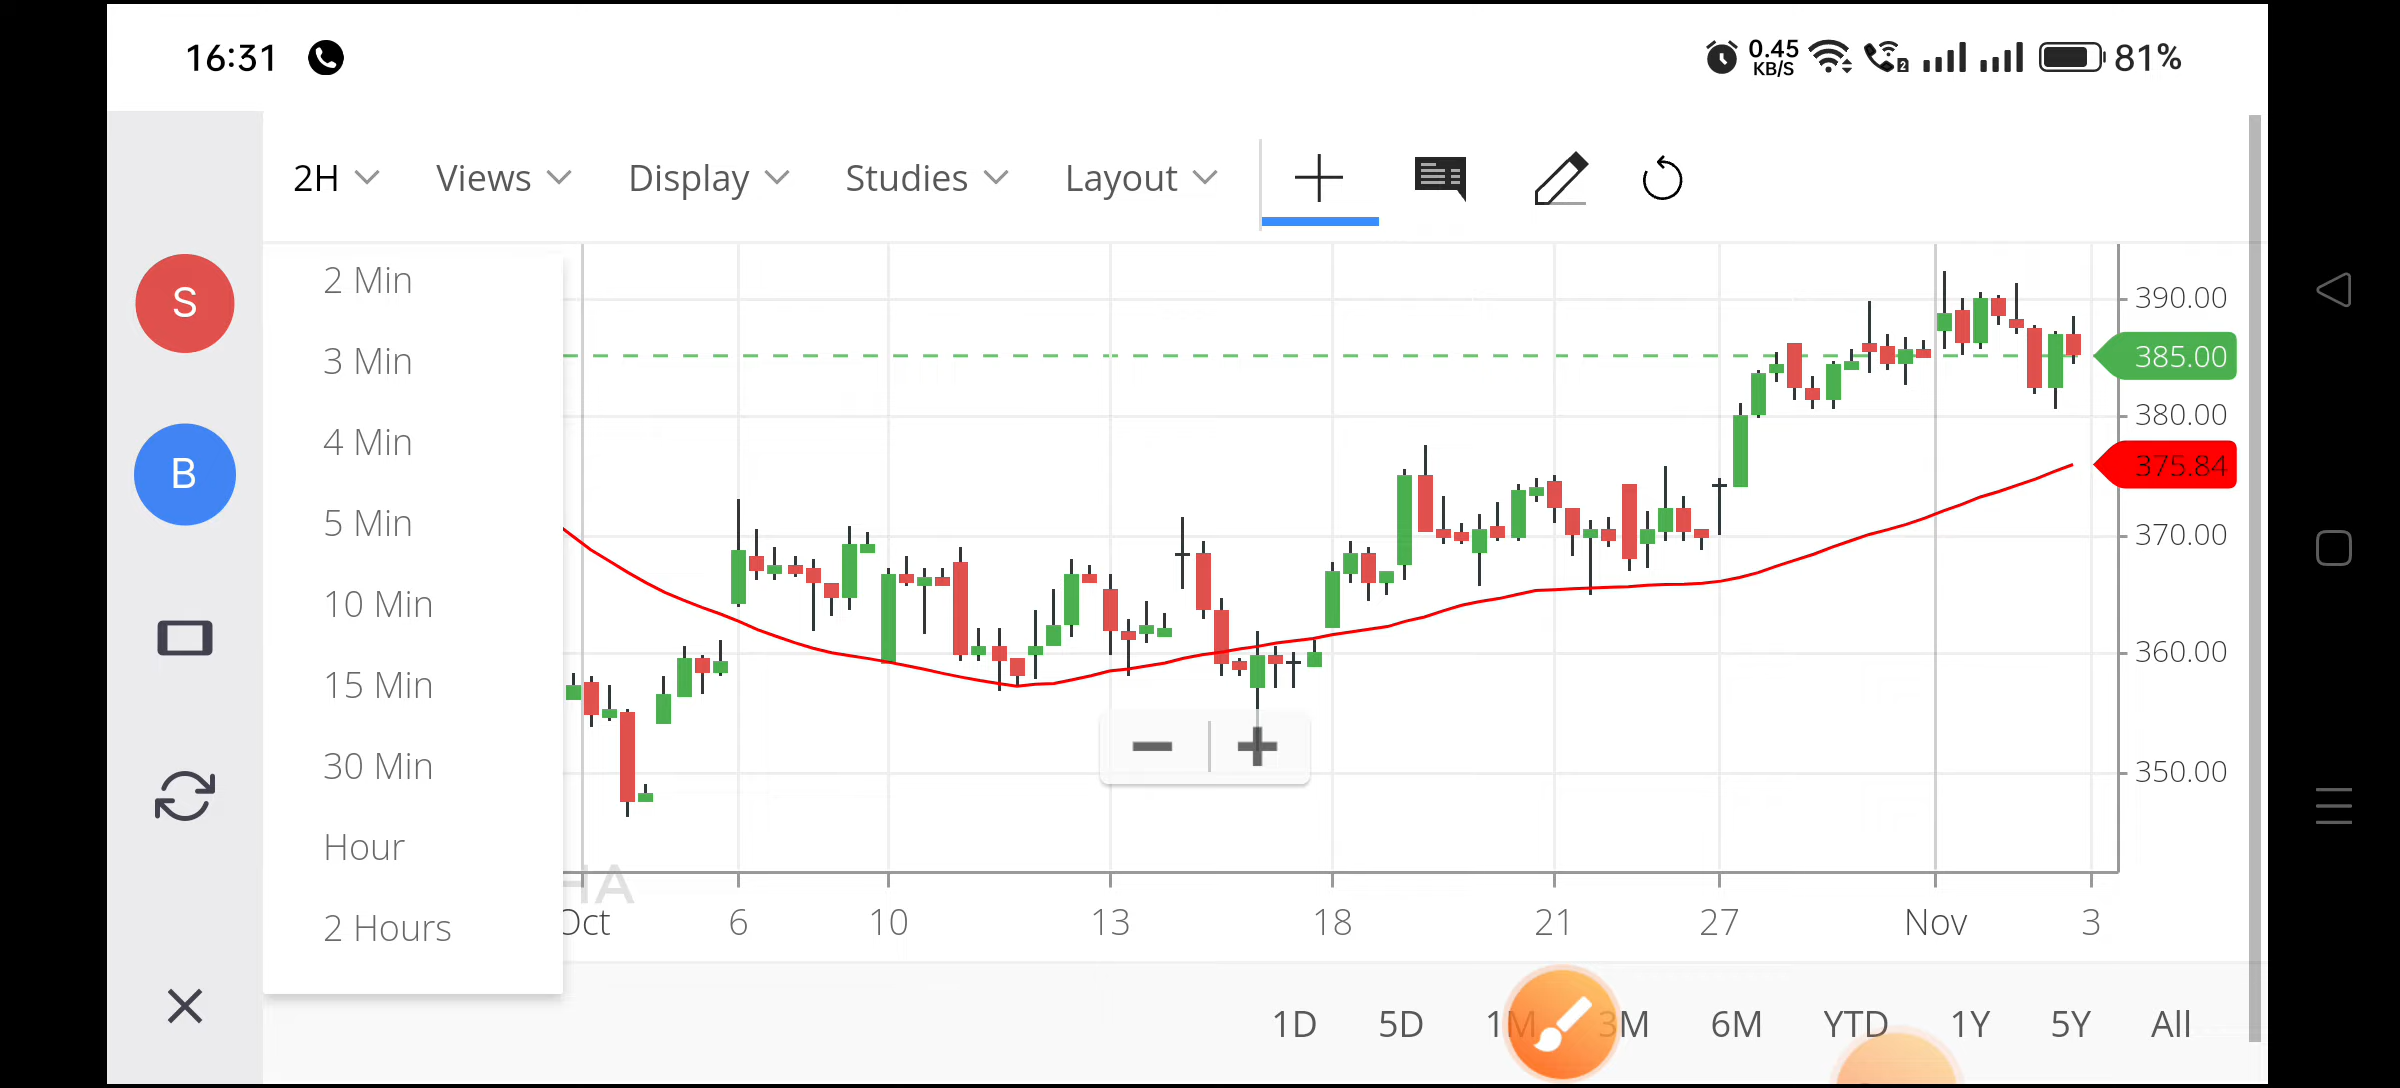 16:31
0.45
KB/S
2
81%
2H
Views
Display
Studies
Layout
S
B
2 Min
3 Min
4 Min
5 Min
10 Min
15 Min
30 Min
Hour
2 Hours
390.00
385.00
380.00
375.84
370.00
360.00
350.00
HA
Oct
6
10
13
18
21
27
Nov
3
1D
5D
1M
3M
6M
YTD
1Y
5Y
All